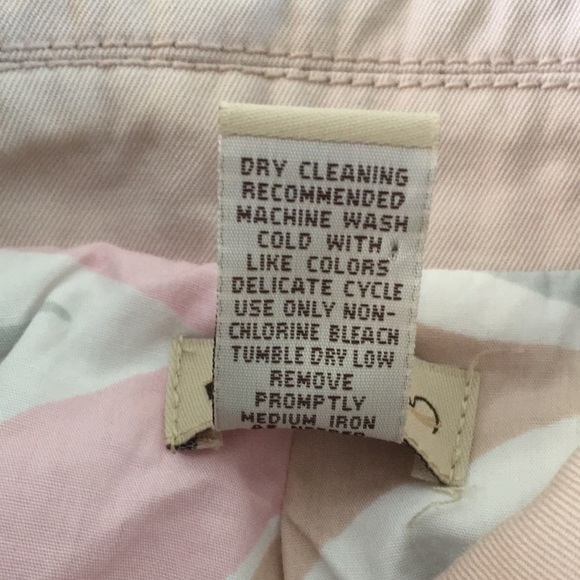 DRY CLEANING
RECOMMENDED
MACHINE WASH
COLD WITH
LIKE COLORS
DELICATE CYCLE
USE ONLY NON-
CHLORINE BLEACH
TUMBLE DRY LOW
REMOVE
PROMPTLY
MEDIUM IRON